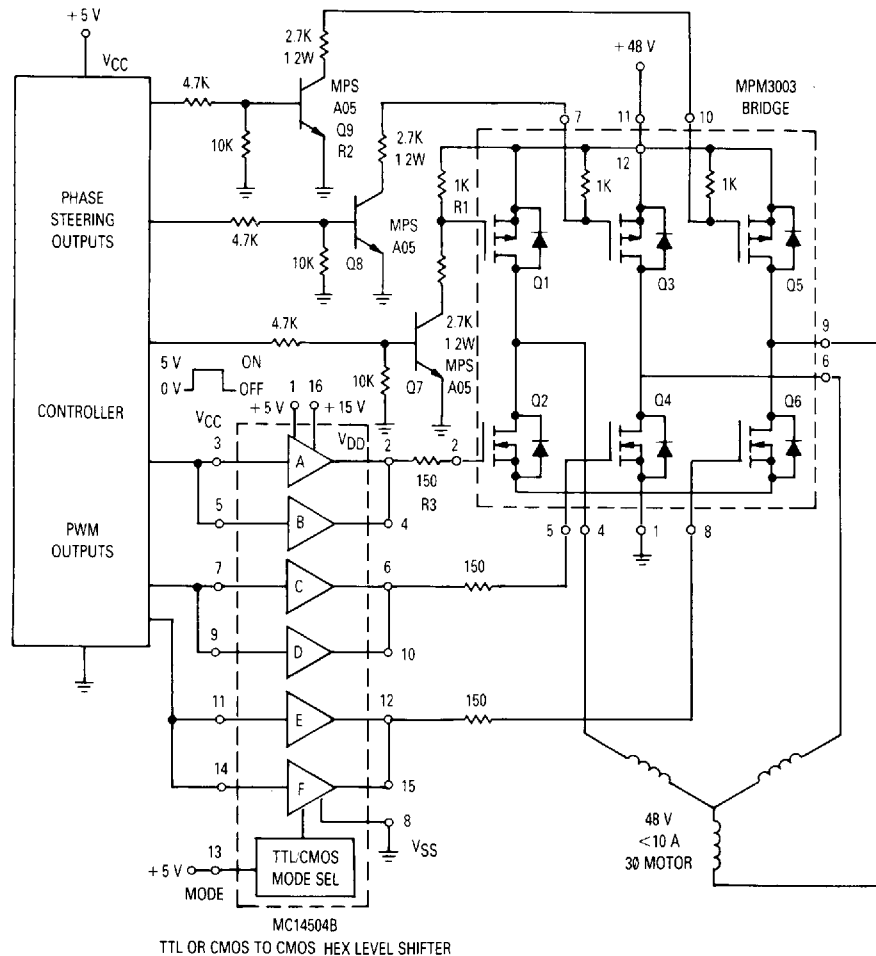 +5 V
VCC
2.7K
1 2W
4.7K
MPS
A05
Q9
R2
10K
PHASE
STEERING
OUTPUTS
4.7K
10K
Q8
2.7K
1 2W
MPS
A05
+48 V
MPM3003
BRIDGE
7
11
10
12
1K
R1
1K
1K
Q1
Q3
Q5
4.7K
2.7K
1 2W
MPS
A05
10K
Q7
9
6
5 V
0 V
ON
OFF
CONTROLLER
1
16
+5 V
+15 V
VCC
VDD
3
A
2
150
R3
2
Q2
Q4
Q6
5
B
4
PWM
OUTPUTS
5
4
1
8
7
C
6
150
9
D
10
11
E
12
150
14
F
15
8
VSS
13
+5 V
MODE
TTL/CMOS
MODE SEL
48 V
<10 A
30 MOTOR
MC14504B
TTL OR CMOS TO CMOS HEX LEVEL SHIFTER